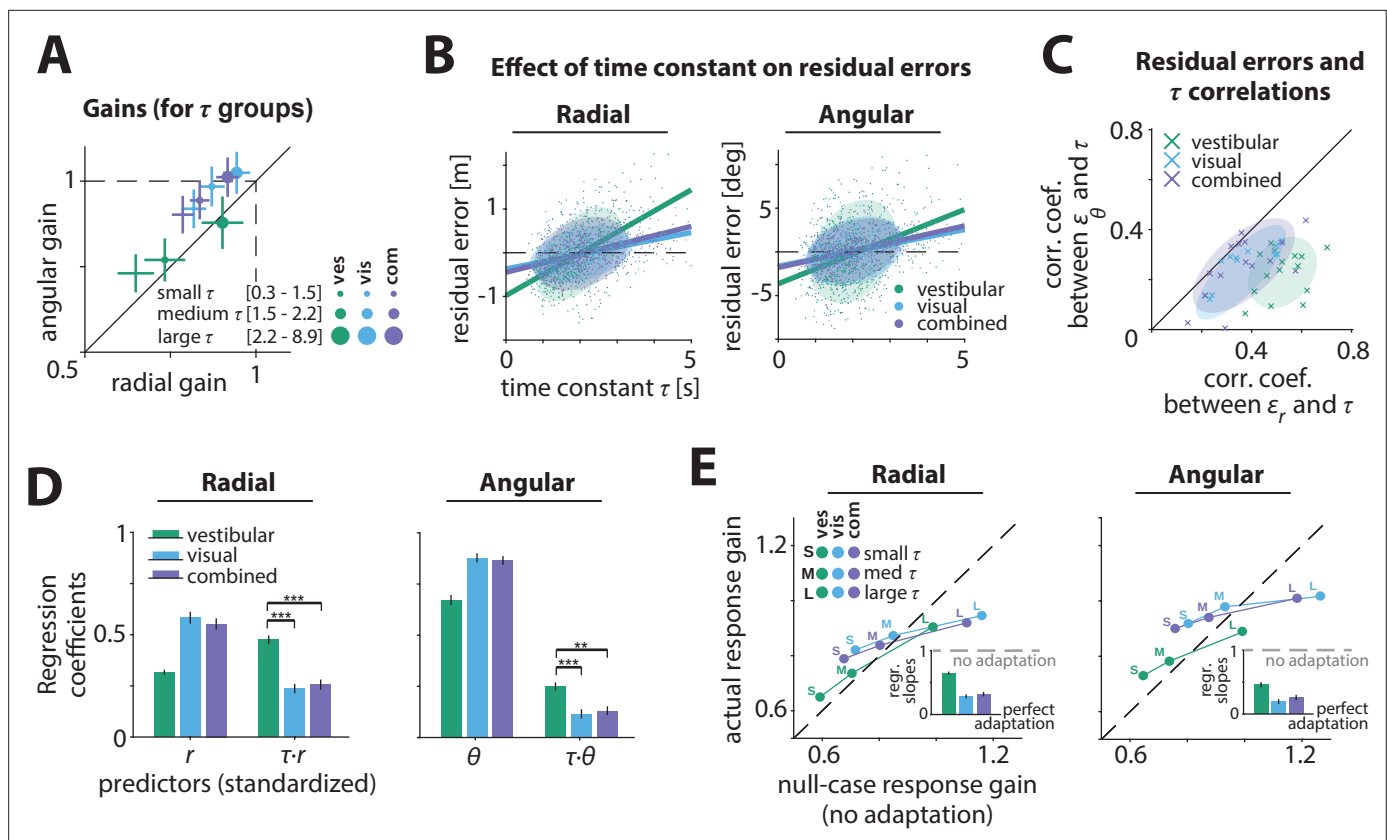 A
Gains (for τ groups)
1
angular gain
0.5
radial gain
1
ves
vis
com
small τ [0.3 - 1.5]
medium τ [1.5 - 2.2]
large τ [2.2 - 8.9]
B
Effect of time constant on residual errors
Radial
residual error [m]
1
-1
0
5
time constant τ [s]
Angular
residual error [deg]
5
-5
0
5
vestibular
visual
combined
C
Residual errors and
τ correlations
corr. coef.
between ε_θ and τ
0.8
0.4
0
0.4
0.8
vestibular
visual
combined
corr. coef.
between ε_r and τ
D
Radial
Regression
coefficients
1
0.5
0
vestibular
visual
combined
***
***
r
τ·r
predictors (standardized)
Angular
**
***
θ
τ·θ
E
Radial
actual response gain
1.2
0.6
ves
vis
com
S small τ
M med τ
L large τ
S
M
L
S
M
L
S
M
L
no adaptation
regr.
slopes
perfect
adaptation
0.6
1.2
null-case response gain
(no adaptation)
Angular
S
M
L
S
M
L
S
M
L
no adaptation
regr.
slopes
perfect
adaptation
0.6
1.2